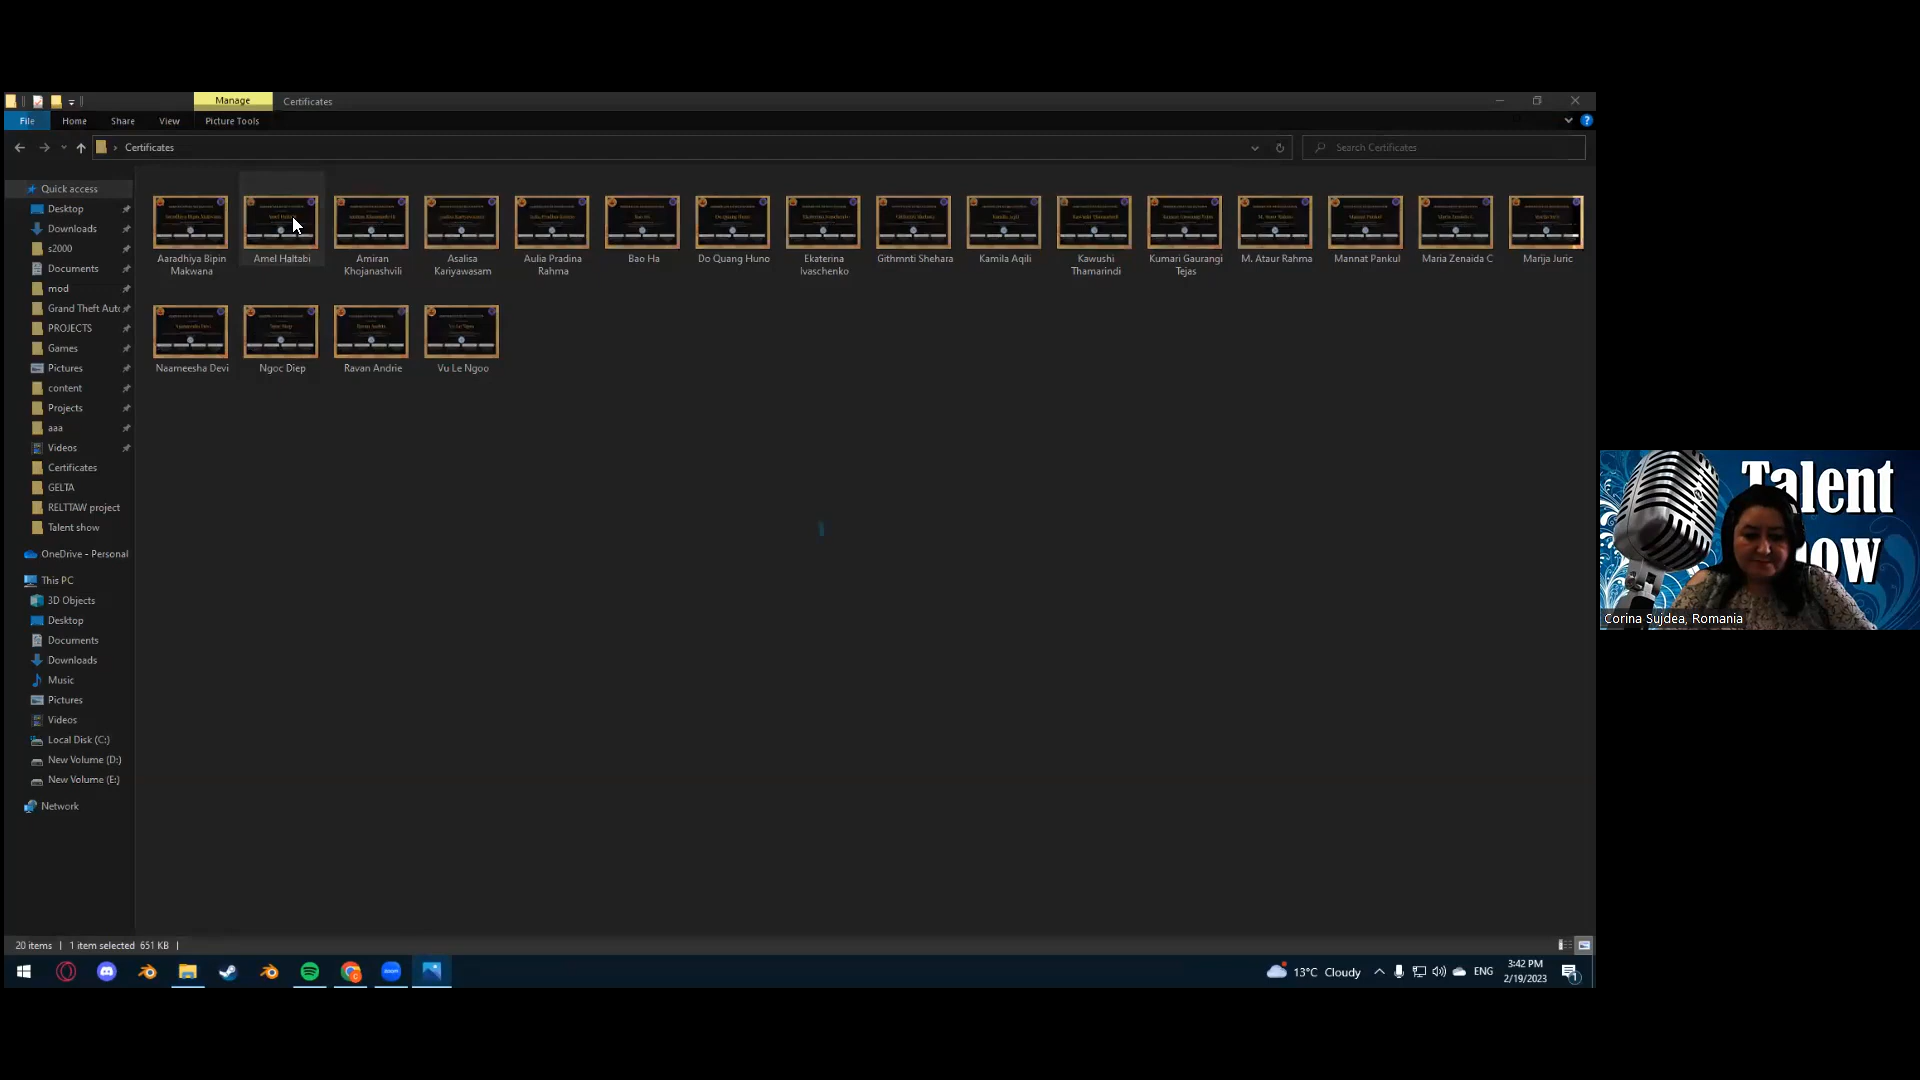 Manage Certificates
File Home Share View Picture Tools
Certificates
Search Certificates
Quick access
Desktop
Downloads
s2000
Documents
mod
Grand Theft Auto
PROJECTS
Games
Pictures
content
Projects
aaa
Videos
Certificates
GELTA
RELTTAW project
Talent show
OneDrive - Personal
This PC
3D Objects
Desktop
Documents
Downloads
Music
Pictures
Videos
Local Disk (C:)
New Volume (D:)
New Volume (E:)
Network
Aaradhiya Bipin Makwana
Amel Haltabi
Amiran Khojanashvili
Asalisa Kariyawasam
Aulia Pradina Rahma
Bao Ha
Do Quang Huno
Ekaterina Ivaschenko
Githmnti Shehara
Kamila Aqili
Kawushi Thamarindi
Kumari Gaurangi Tejas
M. Ataur Rahma
Mannat Pankul
Maria Zenaida C
Marija Juric
Naameesha Devi
Ngoc Diep
Ravan Andrie
Vu Le Ngoo
20 items 1 item selected 651 KB
13°C Cloudy ENG
3:42 PM
2/19/2023
Talent
Corina Sujdea, Romania